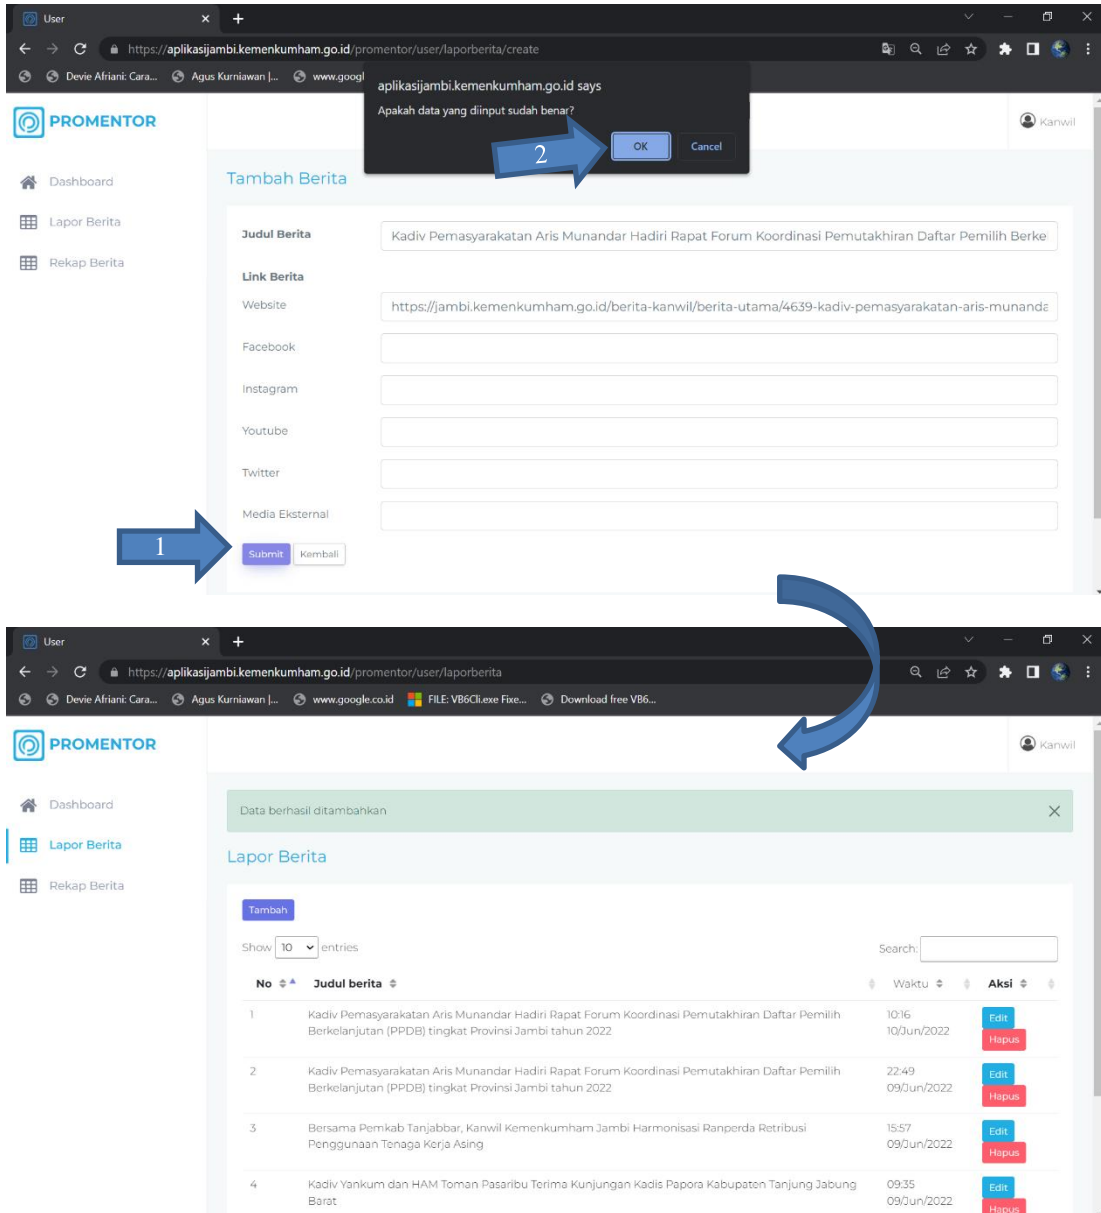 User
https://aplikasijambi.kemenkumham.go.id/promentor/user/laporberita/create
Devie Afriani: Cara...
Agus Kurniawan |...
www.googl
aplikasijambi.kemenkumham.go.id says
Apakah data yang diinput sudah benar?
OK
Cancel
2
PROMENTOR
Kanwil
Dashboard
Lapor Berita
Rekap Berita
Tambah Berita
Judul Berita
Kadiv Pemasyarakatan Aris Munandar Hadiri Rapat Forum Koordinasi Pemutakhiran Daftar Pemilih Berke
Link Berita
Website
https://jambi.kemenkumham.go.id/berita-kanwil/berita-utama/4639-kadiv-pemasyarakatan-aris-munanda
Facebook
Instagram
Youtube
Twitter
Media Eksternal
1
Submit
Kembali
User
https://aplikasijambi.kemenkumham.go.id/promentor/user/laporberita
Devie Afriani: Cara...
Agus Kurniawan |...
www.google.co.id
FILE: VB6Cli.exe Fixe...
Download free VB6...
PROMENTOR
Kanwil
Dashboard
Lapor Berita
Rekap Berita
Data berhasil ditambahkan
Lapor Berita
Tambah
Show 10 entries
Search:
No Judul berita Waktu Aksi
1 Kadiv Pemasyarakatan Aris Munandar Hadiri Rapat Forum Koordinasi Pemutakhiran Daftar Pemilih 10:16 Edit
Berkelanjutan (PPDB) tingkat Provinsi Jambi tahun 2022 10/Jun/2022 Hapus
2 Kadiv Pemasyarakatan Aris Munandar Hadiri Rapat Forum Koordinasi Pemutakhiran Daftar Pemilih 22:49 Edit
Berkelanjutan (PPDB) tingkat Provinsi Jambi tahun 2022 09/Jun/2022 Hapus
3 Bersama Pemkab Tanjabbar, Kanwil Kemenkumham Jambi Harmonisasi Ranperda Retribusi 15:57 Edit
Penggunaan Tenaga Kerja Asing 09/Jun/2022 Hapus
4 Kadiv Yankum dan HAM Toman Pasaribu Terima Kunjungan Kadis Papora Kabupaten Tanjung Jabung 09:35 Edit
Barat 09/Jun/2022 Hapus